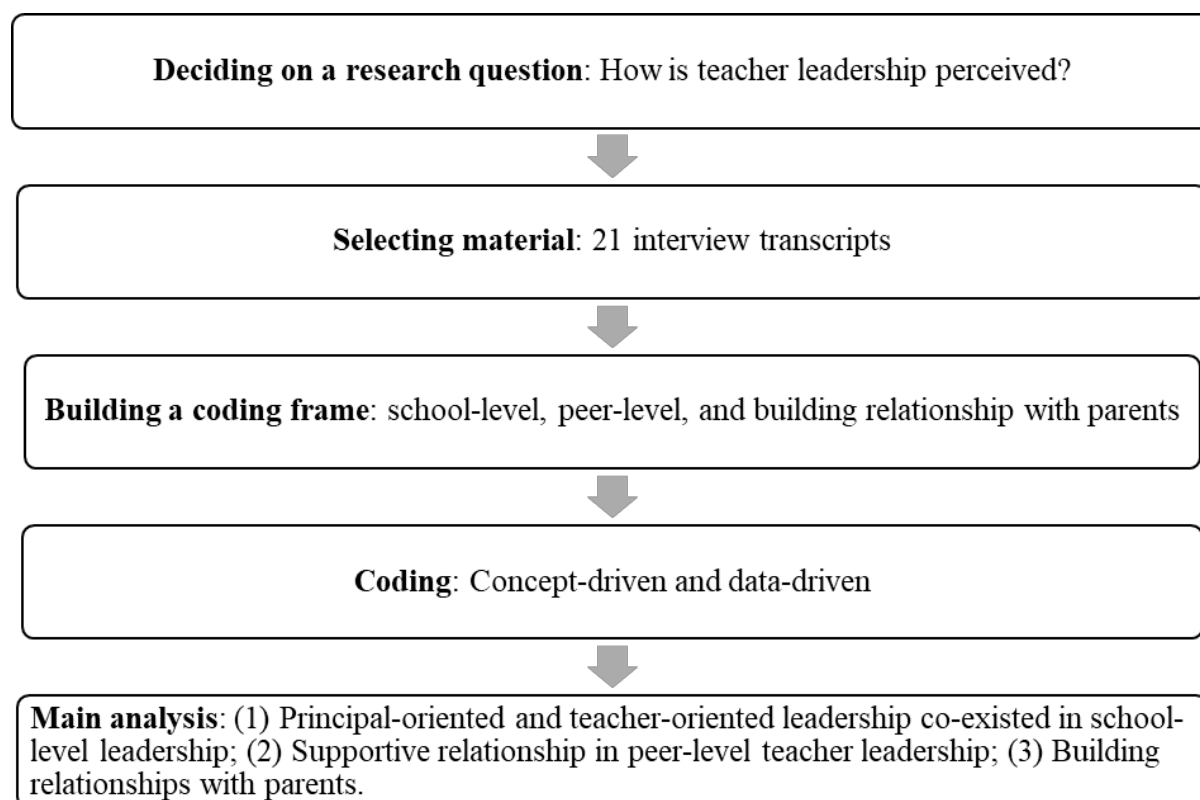 Deciding on a research question: How is teacher leadership perceived?
Selecting material: 21 interview transcripts
Building a coding frame: school-level, peer-level, and building relationship with parents
Coding: Concept-driven and data-driven
Main analysis: (1) Principal-oriented and teacher-oriented leadership co-existed in school-
level leadership; (2) Supportive relationship in peer-level teacher leadership; (3) Building
relationships with parents.